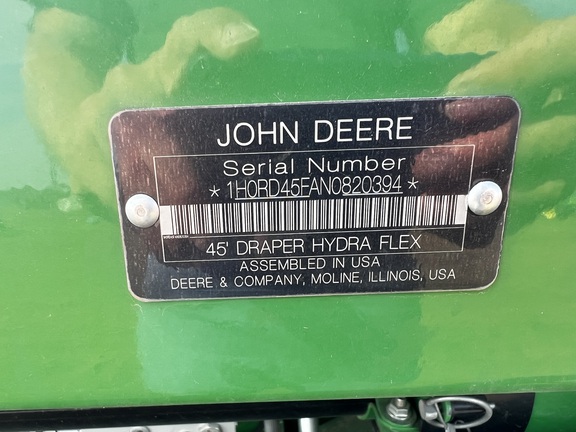 JOHN DEERE
Serial Number
* 1H0RD45FAN0820394 *
45' DRAPER HYDRA FLEX
ASSEMBLED IN USA
DEERE & COMPANY, MOLINE, ILLINOIS, USA